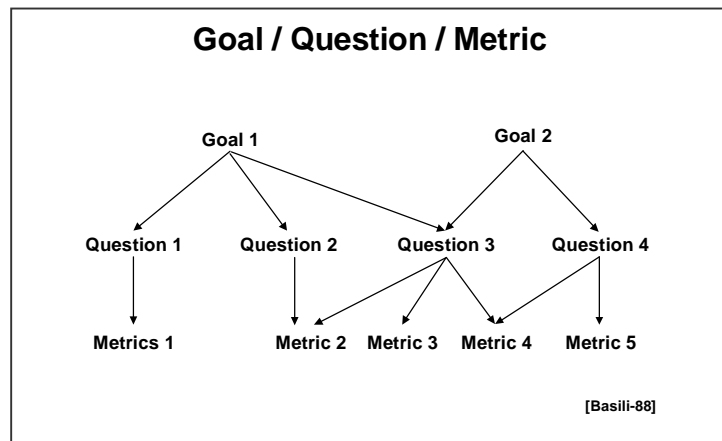 Goal / Question / Metric
Goal 1
Goal 2
Question 1
Question 2
Question 3
Question 4
Metrics 1
Metric 2
Metric 3
Metric 4
Metric 5
[Basili-88]